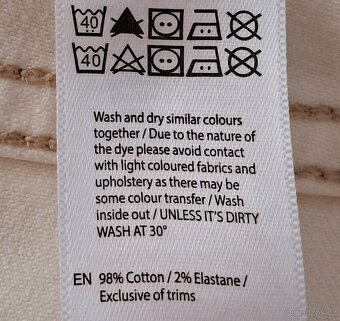 40
40
Wash and dry similar colours
together / Due to the nature of
the dye please avoid contact
with light coloured fabrics and
upholstery as there may be
some colour transfer / Wash
inside out / UNLESS IT'S DIRTY
WASH AT 30°
EN 98% Cotton / 2% Elastane /
Exclusive of trims